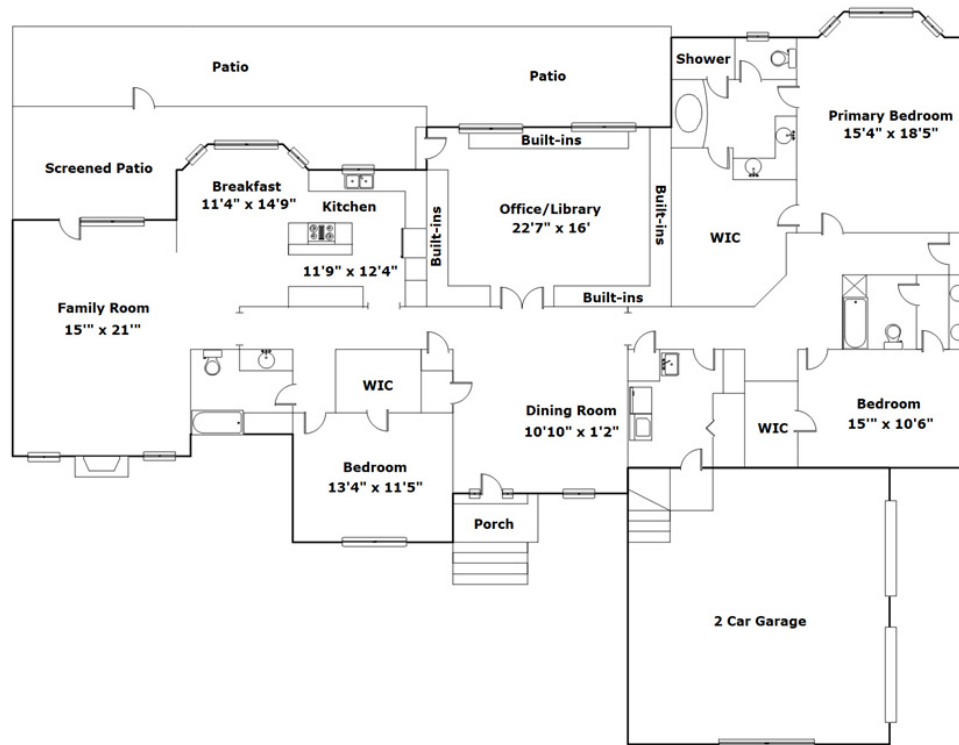 Patio
Patio
Shower
Primary Bedroom
15'4" x 18'5"
Built-ins
Screened Patio
Breakfast
11'4" x 14'9"
Kitchen
Office/Library
22'7" x 16'
Built-ins
Built-ins
WIC
11'9" x 12'4"
Built-ins
Family Room
15'" x 21'"
WIC
Dining Room
10'10" x 1'2"
Bedroom
15'" x 10'6"
WIC
Bedroom
13'4" x 11'5"
Porch
2 Car Garage